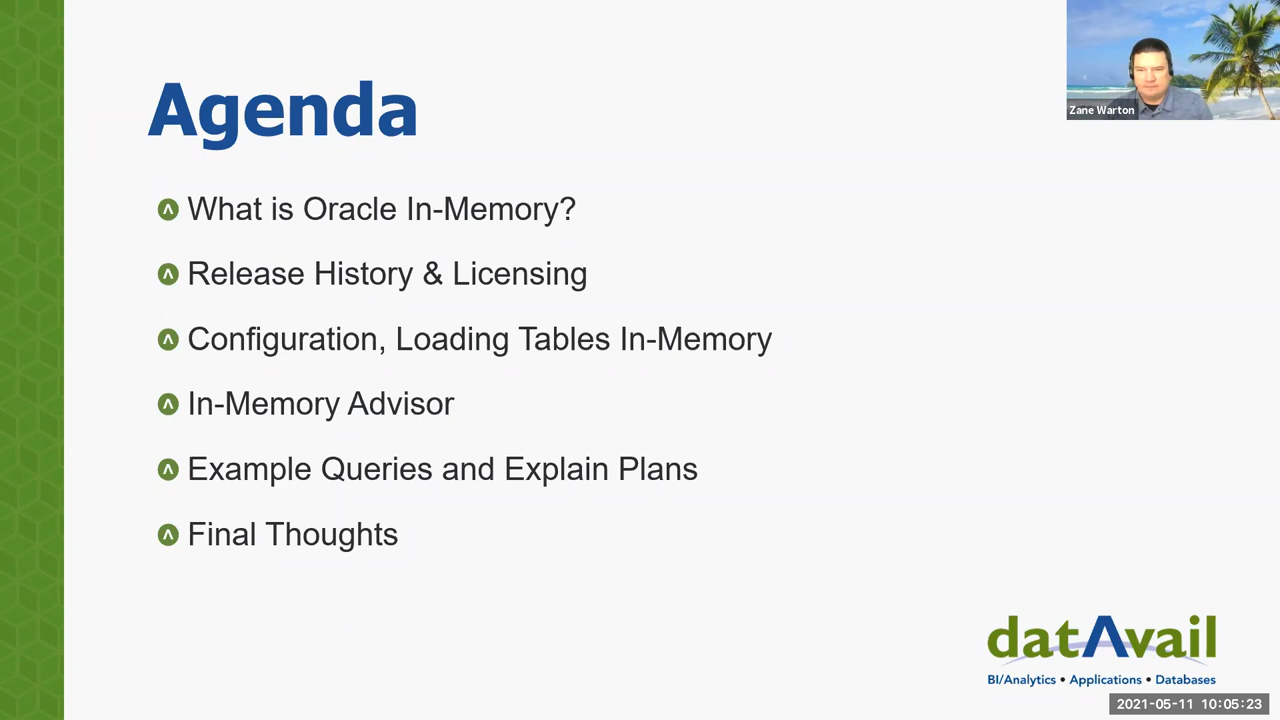 Agenda
What is Oracle In-Memory?
Release History & Licensing
Configuration, Loading Tables In-Memory
In-Memory Advisor
Example Queries and Explain Plans
Final Thoughts
Zane Warton
datAvail
BI/Analytics • Applications • Databases
2021-05-11 10:05:23